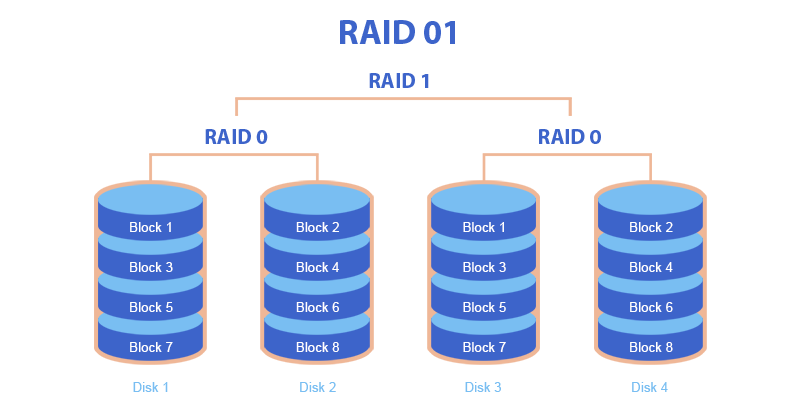 RAID 01
RAID 1
RAID 0 RAID 0
Block 1 Block 2 Block 1 Block 2
Block 3 Block 4 Block 3 Block 4
Block 5 Block 6 Block 5 Block 6
Block 7 Block 8 Block 7 Block 8
Disk 1 Disk 2 Disk 3 Disk 4